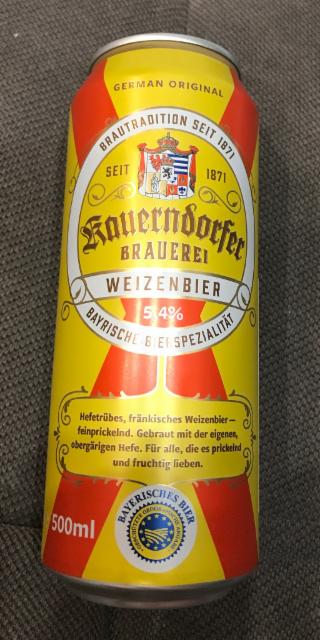 GERMAN ORIGINAL
BRAUTRADITION SEIT 1871
SEIT 1871
Kauerndorfer
BRAUEREI
WEIZENBIER
5,4%
BAYRISCHE BIERSPEZIALITÄT
Hefetrübes, fränkisches Weizenbier –
feinprickelnd. Gebraut mit der eigenen,
obergärigen Hefe. Für alle, die es prickelnd
und fruchtig lieben.
500ml
BAYERISCHES BIER